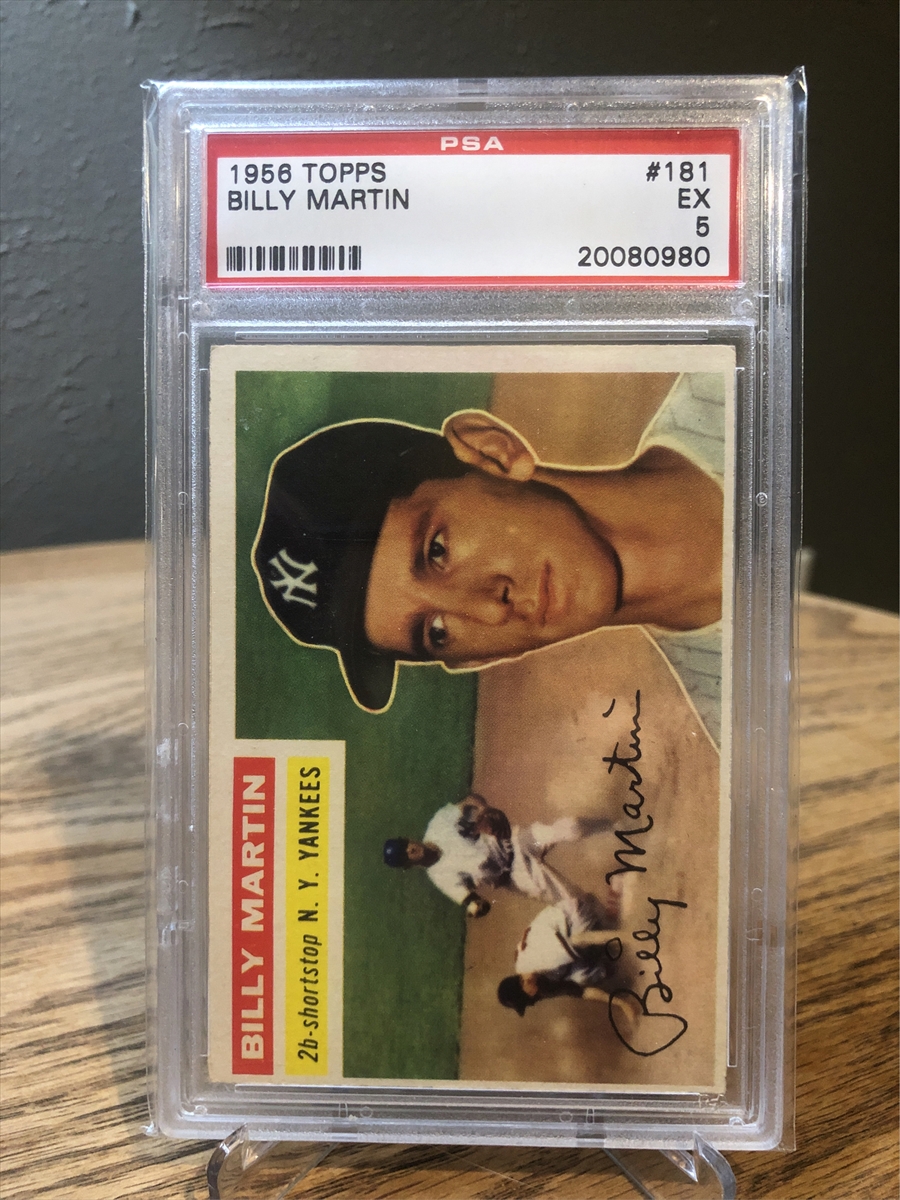 PSA
1956 TOPPS #181
BILLY MARTIN EX
5
20080980
NY
BILLY MARTIN
2b-shortstop N. Y. YANKEES
Billy Martin